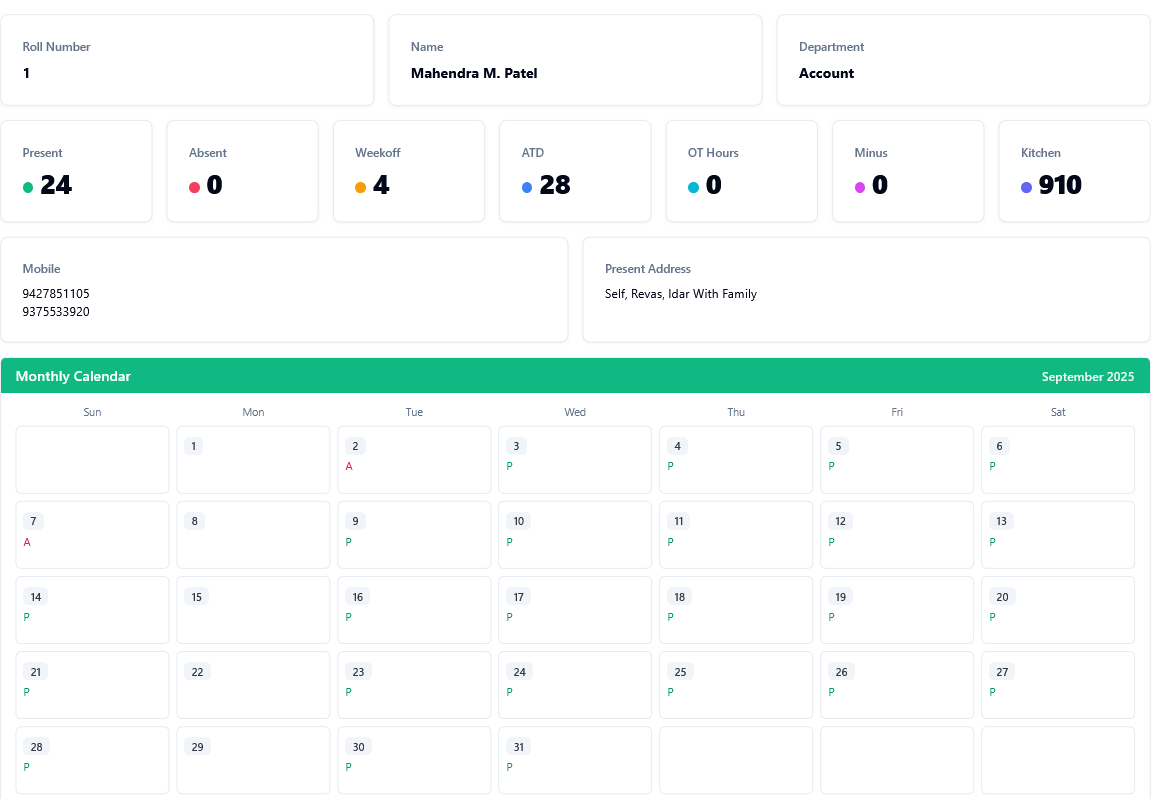 Roll Number
1
Name
Mahendra M. Patel
Department
Account
Present
24
Absent
0
Weekoff
4
ATD
28
OT Hours
0
Minus
0
Kitchen
910
Mobile
9427851105
9375533920
Present Address
Self, Revas, Idar With Family
Monthly Calendar
September 2025
Sun Mon Tue Wed Thu Fri Sat
1 2 3 4 5 6
A P P P P
7 8 9 10 11 12 13
A P P P P P
14 15 16 17 18 19 20
P P P P P P
21 22 23 24 25 26 27
P P P P P P
28 29 30 31
P P P